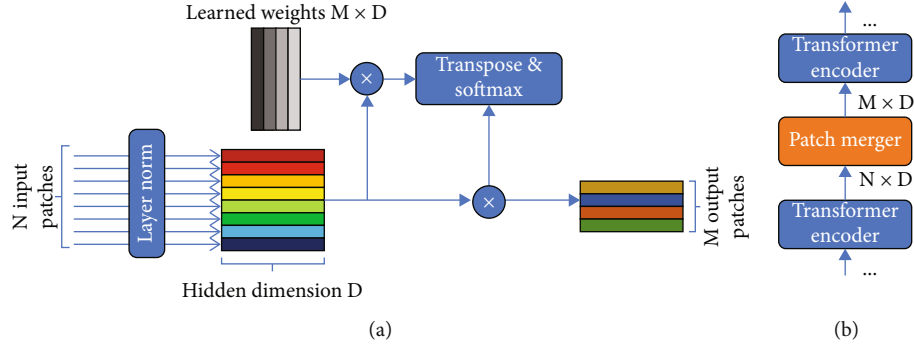 Learned weights M × D
×
Transpose &
softmax
N input
patches
Layer norm
×
M output
patches
Hidden dimension D
(a)
...
Transformer
encoder
M × D
Patch merger
N × D
Transformer
encoder
...
(b)